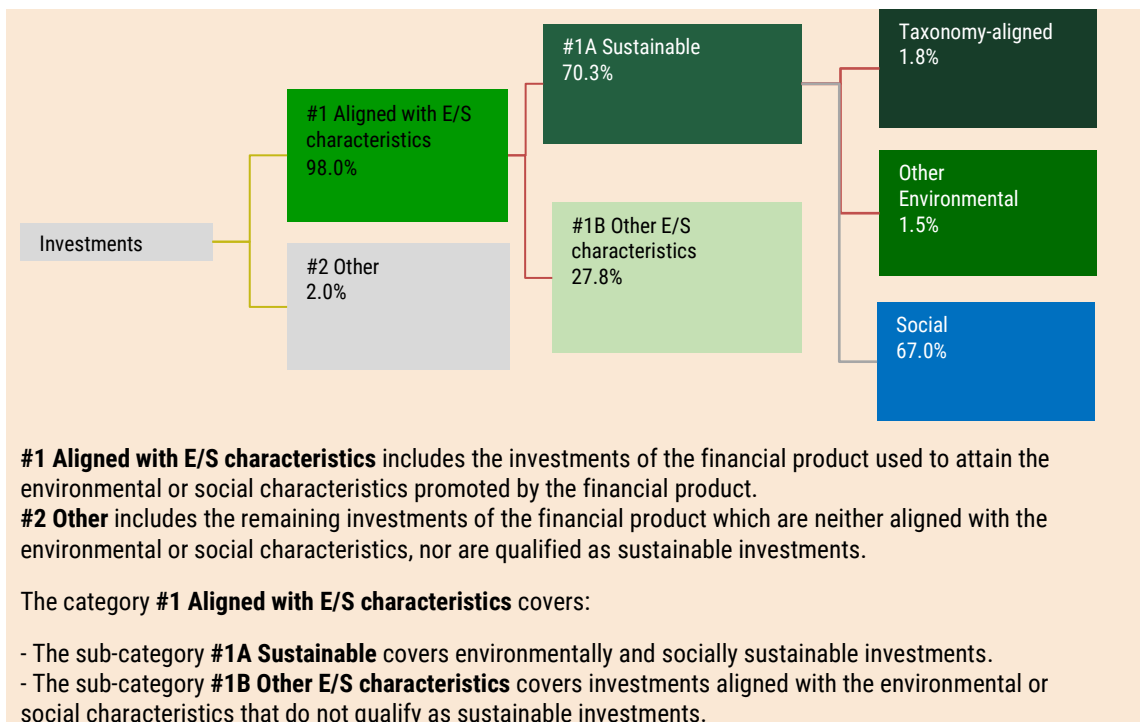 Investments
#1 Aligned with E/S
characteristics
98.0%
#2 Other
2.0%
#1A Sustainable
70.3%
#1B Other E/S
characteristics
27.8%
Taxonomy-aligned
1.8%
Other
Environmental
1.5%
Social
67.0%
#1 Aligned with E/S characteristics includes the investments of the financial product used to attain the
environmental or social characteristics promoted by the financial product.
#2 Other includes the remaining investments of the financial product which are neither aligned with the
environmental or social characteristics, nor are qualified as sustainable investments.
The category #1 Aligned with E/S characteristics covers:
- The sub-category #1A Sustainable covers environmentally and socially sustainable investments.
- The sub-category #1B Other E/S characteristics covers investments aligned with the environmental or
social characteristics that do not qualify as sustainable investments.